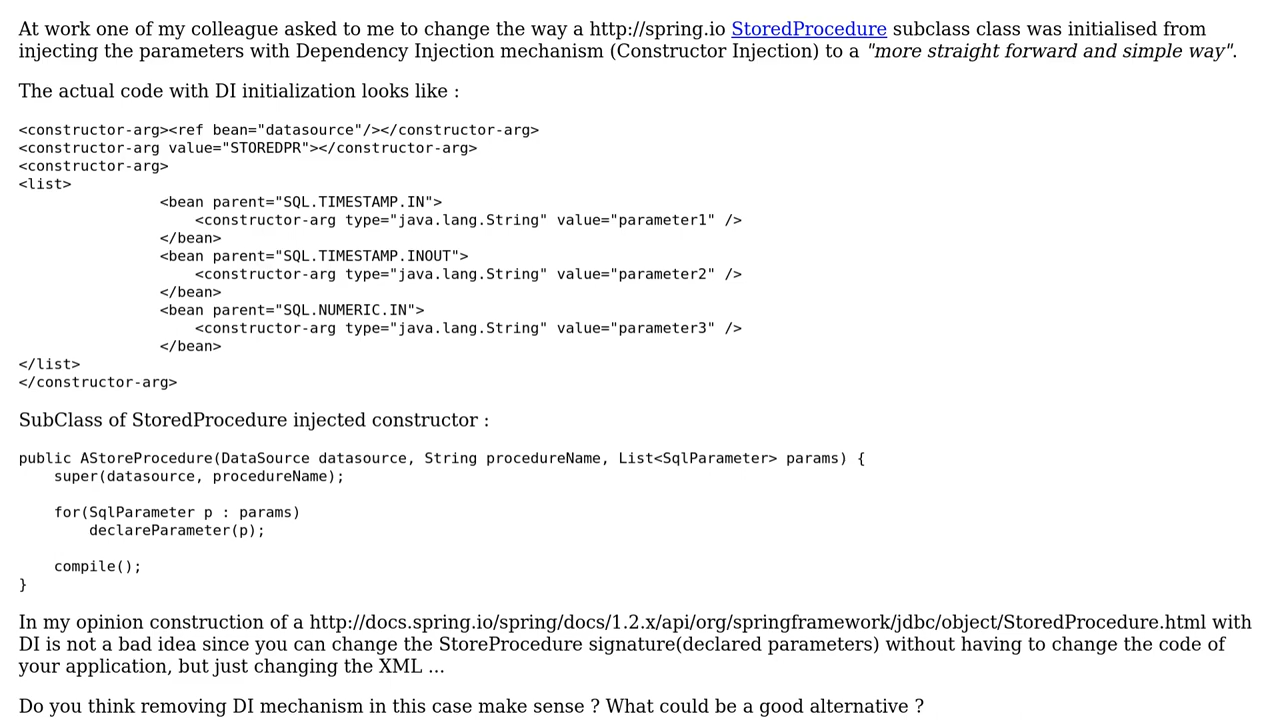 At work one of my colleague asked to me to change the way a http://spring.io StoredProcedure subclass class was initialised from
injecting the parameters with Dependency Injection mechanism (Constructor Injection) to a "more straight forward and simple way".
The actual code with DI initialization looks like :
<constructor-arg><ref bean="datasource"/></constructor-arg>
<constructor-arg value="STOREDPR"></constructor-arg>
<constructor-arg>
<list>
                <bean parent="SQL.TIMESTAMP.IN">
                    <constructor-arg type="java.lang.String" value="parameter1" />
                </bean>
                <bean parent="SQL.TIMESTAMP.INOUT">
                    <constructor-arg type="java.lang.String" value="parameter2" />
                </bean>
                <bean parent="SQL.NUMERIC.IN">
                    <constructor-arg type="java.lang.String" value="parameter3" />
                </bean>
</list>
</constructor-arg>
SubClass of StoredProcedure injected constructor :
public AStoreProcedure(DataSource datasource, String procedureName, List<SqlParameter> params) {
    super(datasource, procedureName);
    for(SqlParameter p : params)
        declareParameter(p);
    compile();
}
In my opinion construction of a http://docs.spring.io/spring/docs/1.2.x/api/org/springframework/jdbc/object/StoredProcedure.html with
DI is not a bad idea since you can change the StoreProcedure signature(declared parameters) without having to change the code of
your application, but just changing the XML ...
Do you think removing DI mechanism in this case make sense ? What could be a good alternative ?